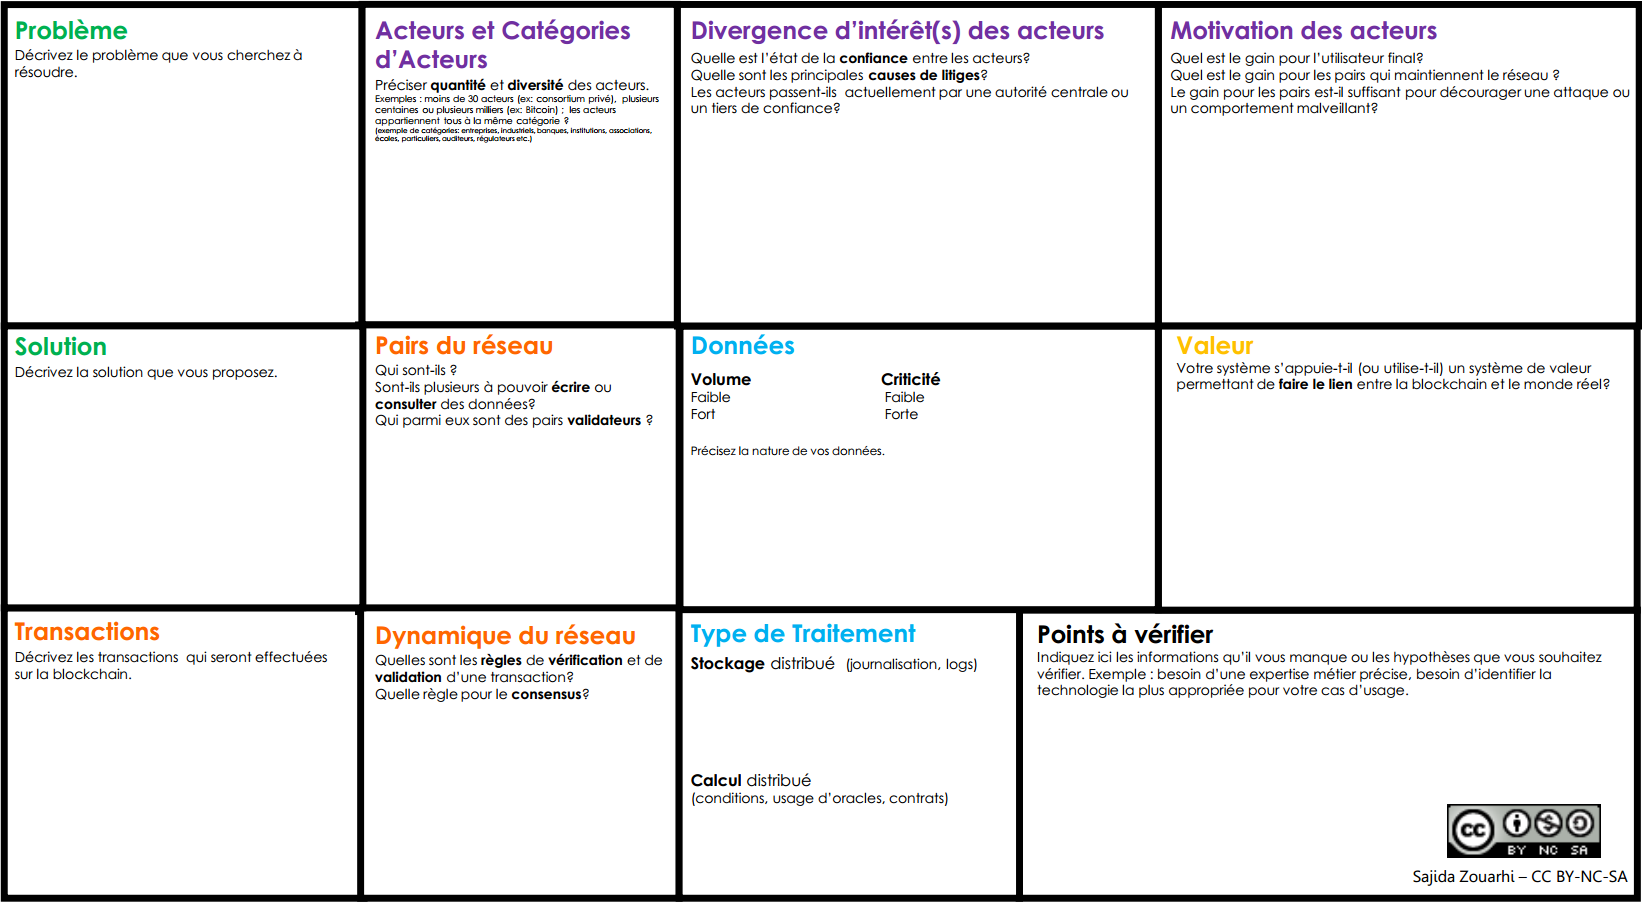 Problème
Décrivez le problème que vous cherchez à
résoudre.
Acteurs et Catégories
d'Acteurs
Préciser quantité et diversité des acteurs.
Exemples : moins de 30 acteurs (ex: consortium privé), plusieurs
centaines ou plusieurs milliers (ex: Bitcoin) ; les acteurs
appartiennent tous à la même catégorie ?
(exemple de catégories: entreprises, industriels, banques, institutions, associations,
écoles, particuliers, auditeurs, régulateurs etc.)
Divergence d'intérêt(s) des acteurs
Quelle est l'état de la confiance entre les acteurs?
Quelle sont les principales causes de litiges?
Les acteurs passent-ils actuellement par une autorité centrale ou
un tiers de confiance?
Motivation des acteurs
Quel est le gain pour l'utilisateur final?
Quel est le gain pour les pairs qui maintiennent le réseau ?
Le gain pour les pairs est-il suffisant pour décourager une attaque ou
un comportement malveillant?
Solution
Décrivez la solution que vous proposez.
Pairs du réseau
Qui sont-ils ?
Sont-ils plusieurs à pouvoir écrire ou
consulter des données?
Qui parmi eux sont des pairs validateurs ?
Données
Volume Criticité
Faible Faible
Fort Forte
Précisez la nature de vos données.
Valeur
Votre système s'appuie-t-il (ou utilise-t-il) un système de valeur
permettant de faire le lien entre la blockchain et le monde réel?
Transactions
Décrivez les transactions qui seront effectuées
sur la blockchain.
Dynamique du réseau
Quelles sont les règles de vérification et de
validation d'une transaction?
Quelle règle pour le consensus?
Type de Traitement
Stockage distribué (journalisation, logs)
Calcul distribué
(conditions, usage d'oracles, contrats)
Points à vérifier
Indiquez ici les informations qu'il vous manque ou les hypothèses que vous souhaitez
vérifier. Exemple : besoin d'une expertise métier précise, besoin d'identifier la
technologie la plus appropriée pour votre cas d'usage.
cc
BY NC SA
Sajida Zouarhi – CC BY-NC-SA